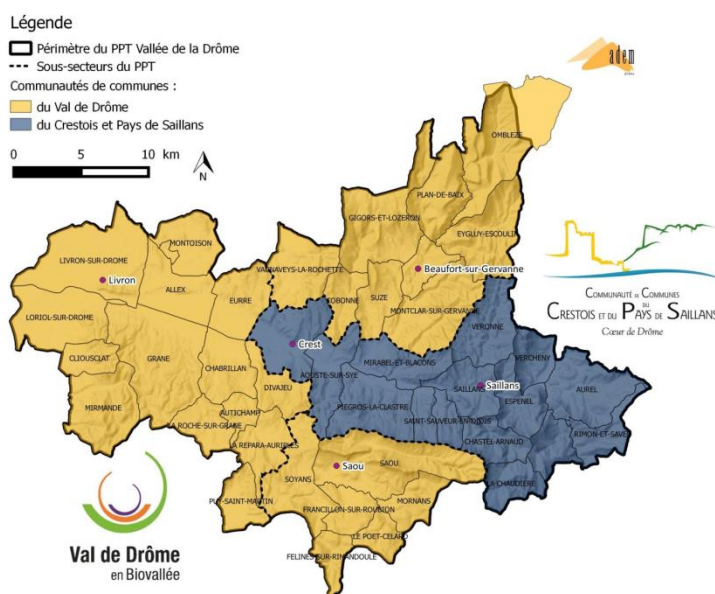 Légende
Périmètre du PPT Vallée de la Drôme
Sous-secteurs du PPT
Communautés de communes :
du Val de Drôme
du Crestois et Pays de Saillans
0 5 10 km
N
adem
OMBLEZE
PLAN-DE-BAIX
GIGORS-ET-LOZERON
EYGLUY-ESCOULIN
MONTOISON
LIVRON-SUR-DROME
VAUNAVEYS-LA-ROCHETTE
Beaufort-sur-Gervanne
Livron
ALLEX
EURRE
COBONNE
SUZE
MONTCLAR-SUR-GERVANNE
LORIOL-SUR-DROME
VERONNE
COMMUNAUTÉ DE COMMUNES
DU
CRESTOIS ET DU PAYS DE SAILLANS
Cœur de Drôme
Crest
CLIOUSCLAT
GRANE
MIRABEL-ET-BLACONS
VERCHENY
CHABRILLAN
AOUSTE-SUR-SYE
DIVAJEU
SAILLANS
Saillans
AUREL
ESPENEL
MIRMANDE
AUTICHAMP
PIEGROS-LA-CLASTRE
SAINT-SAUVEUR-EN-DIOIS
LA-ROCHE-SUR-GRANE
RIMON-ET-SAVEL
CHASTEL-ARNAUD
LA REPARA-AURIPLES
Saou
SAOU
SOYANS
LA-CHAUDIERE
PUY-SAINT-MARTIN
MORNANS
FRANCILLON-SUR-ROUBION
LE POET-CELARD
FELINES-SUR-RIMANDOULE
Val de Drôme
en Biovallée